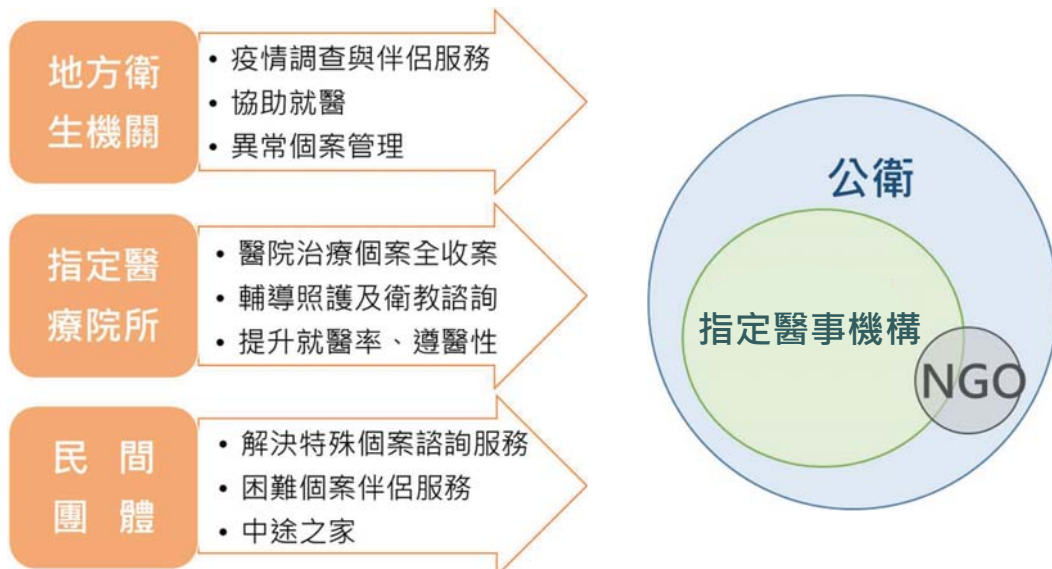 地方衛
生機關
• 疫情調查與伴侶服務
• 協助就醫
• 異常個案管理
指定醫
療院所
• 醫院治療個案全收案
• 輔導照護及衛教諮詢
• 提升就醫率、遵醫性
民 間
團 體
• 解決特殊個案諮詢服務
• 困難個案伴侶服務
• 中途之家
公衛
指定醫事機構
NGO